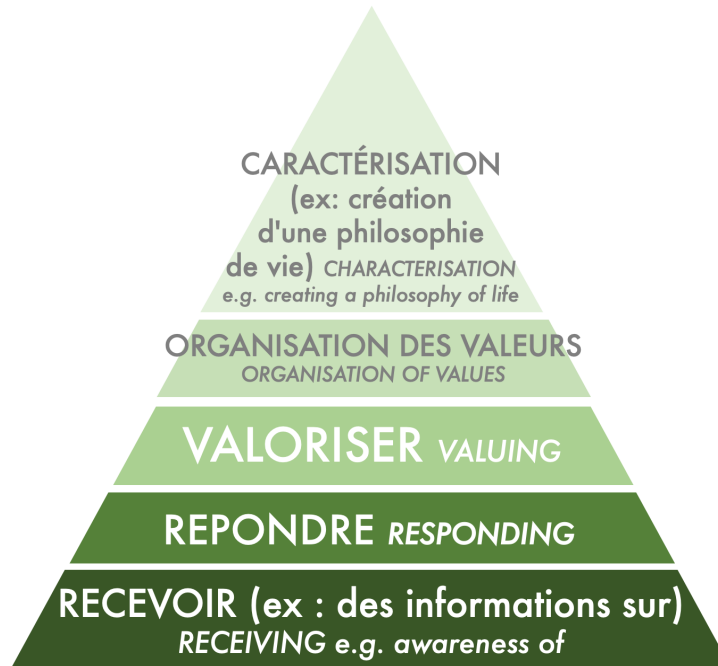 CARACTÉRISATION
(ex: création
d'une philosophie
de vie) CHARACTERISATION
e.g. creating a philosophy of life
ORGANISATION DES VALEURS
ORGANISATION OF VALUES
VALORISER VALUING
REPONDRE RESPONDING
RECEVOIR (ex : des informations sur)
RECEIVING e.g. awareness of